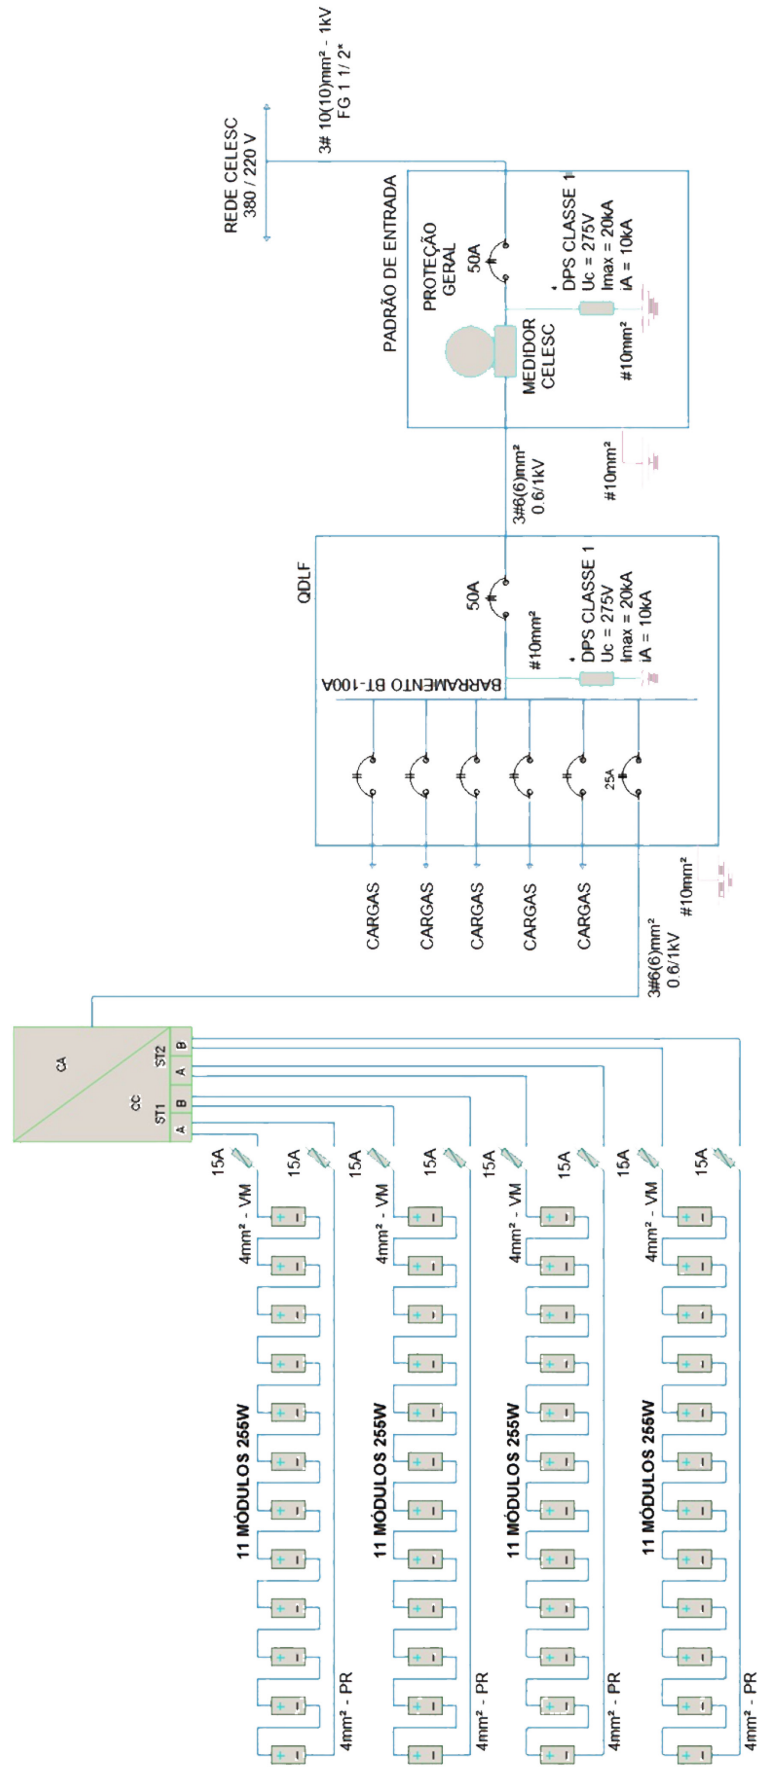 REDE CELESC
380 / 220 V
3# 10(10)mm² - 1kV
FG 1 1/ 2"
PADRÃO DE ENTRADA
PROTEÇÃO
GERAL
50A
DPS CLASSE 1
Uc = 275V
Imax = 20kA
iA = 10kA
#10mm²
MEDIDOR
CELESC
3#6(6)mm²
0.6/1kV
#10mm²
QDLF
50A
#10mm²
DPS CLASSE 1
Uc = 275V
Imax = 20kA
iA = 10kA
BARRAMENTO BT-100A
25A
CARGAS
CARGAS
CARGAS
CARGAS
CARGAS
#10mm²
3#6(6)mm²
0.6/1kV
CA
CC
ST1
ST2
A
B
A
B
15A
15A
15A
15A
15A
15A
15A
15A
4mm² - VM
11 MÓDULOS 255W
4mm² - PR
4mm² - VM
11 MÓDULOS 255W
4mm² - PR
4mm² - VM
11 MÓDULOS 255W
4mm² - PR
4mm² - VM
11 MÓDULOS 255W
4mm² - PR